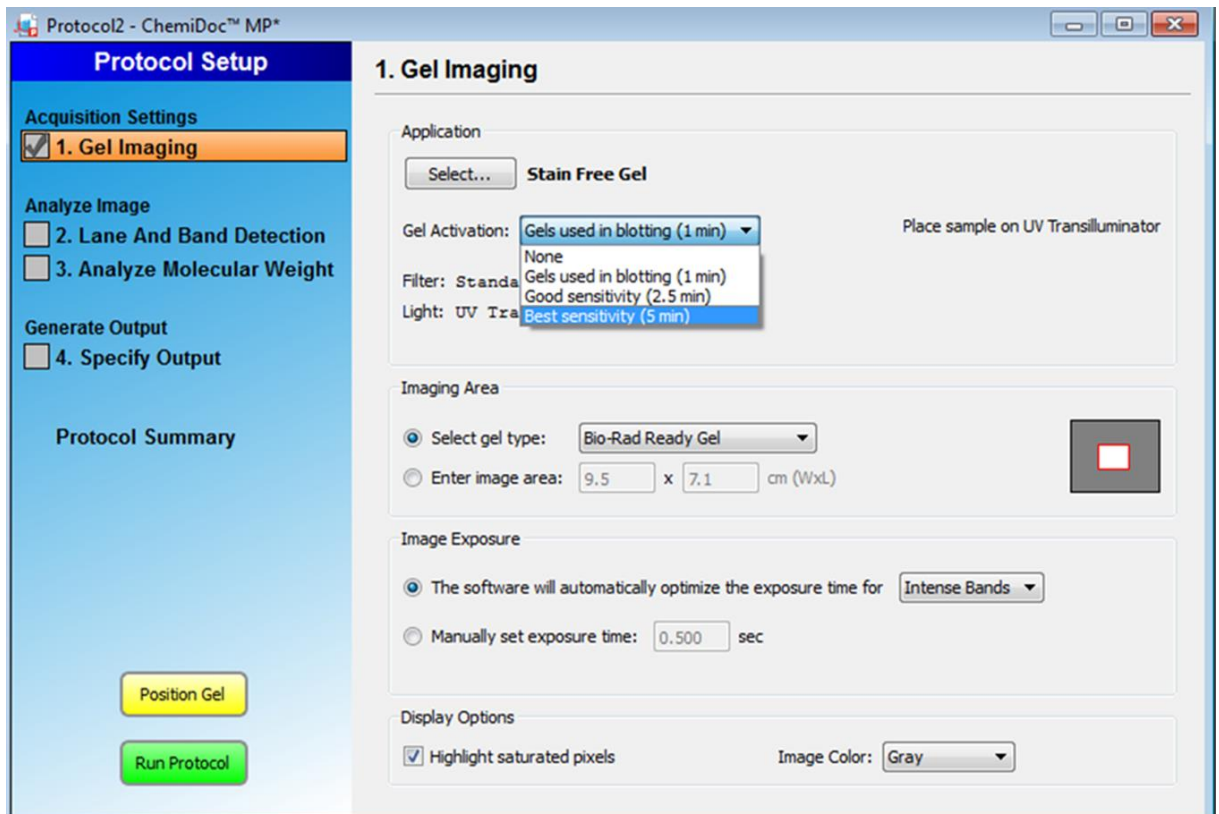 Protocol2 - ChemiDoc™ MP*
Protocol Setup
Acquisition Settings
1. Gel Imaging
Analyze Image
2. Lane And Band Detection
3. Analyze Molecular Weight
Generate Output
4. Specify Output
Protocol Summary
Position Gel
Run Protocol
1. Gel Imaging
Application
Select... Stain Free Gel
Gel Activation: Gels used in blotting (1 min) Place sample on UV Transilluminator
None
Gels used in blotting (1 min)
Good sensitivity (2.5 min)
Best sensitivity (5 min)
Filter: Standa
Light: UV Tra
Imaging Area
Select gel type: Bio-Rad Ready Gel
Enter image area: 9.5 x 7.1 cm (WxL)
Image Exposure
The software will automatically optimize the exposure time for Intense Bands
Manually set exposure time: 0.500 sec
Display Options
Highlight saturated pixels Image Color: Gray